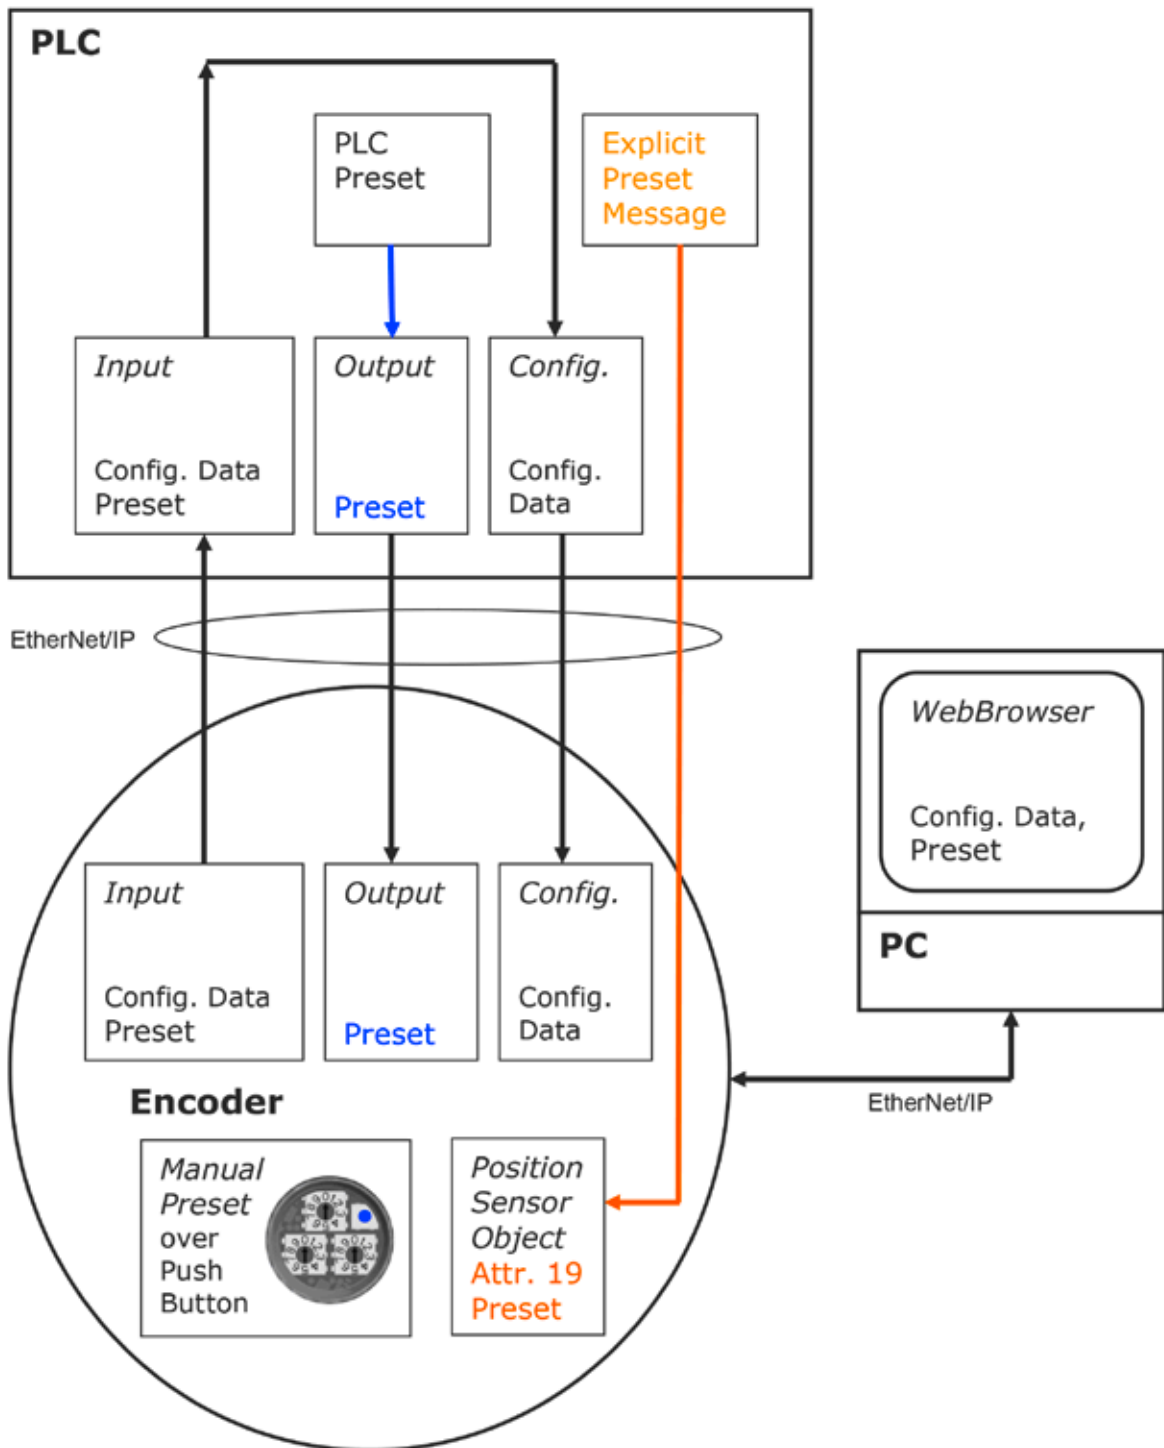 PLC
PLC
Preset
Explicit
Preset
Message
Input
Config. Data
Preset
Output
Preset
Config.
Config.
Data
EtherNet/IP
WebBrowser
Config. Data,
Preset
PC
EtherNet/IP
Input
Config. Data
Preset
Output
Preset
Config.
Config.
Data
Encoder
Manual
Preset
over
Push
Button
Position
Sensor
Object
Attr. 19
Preset